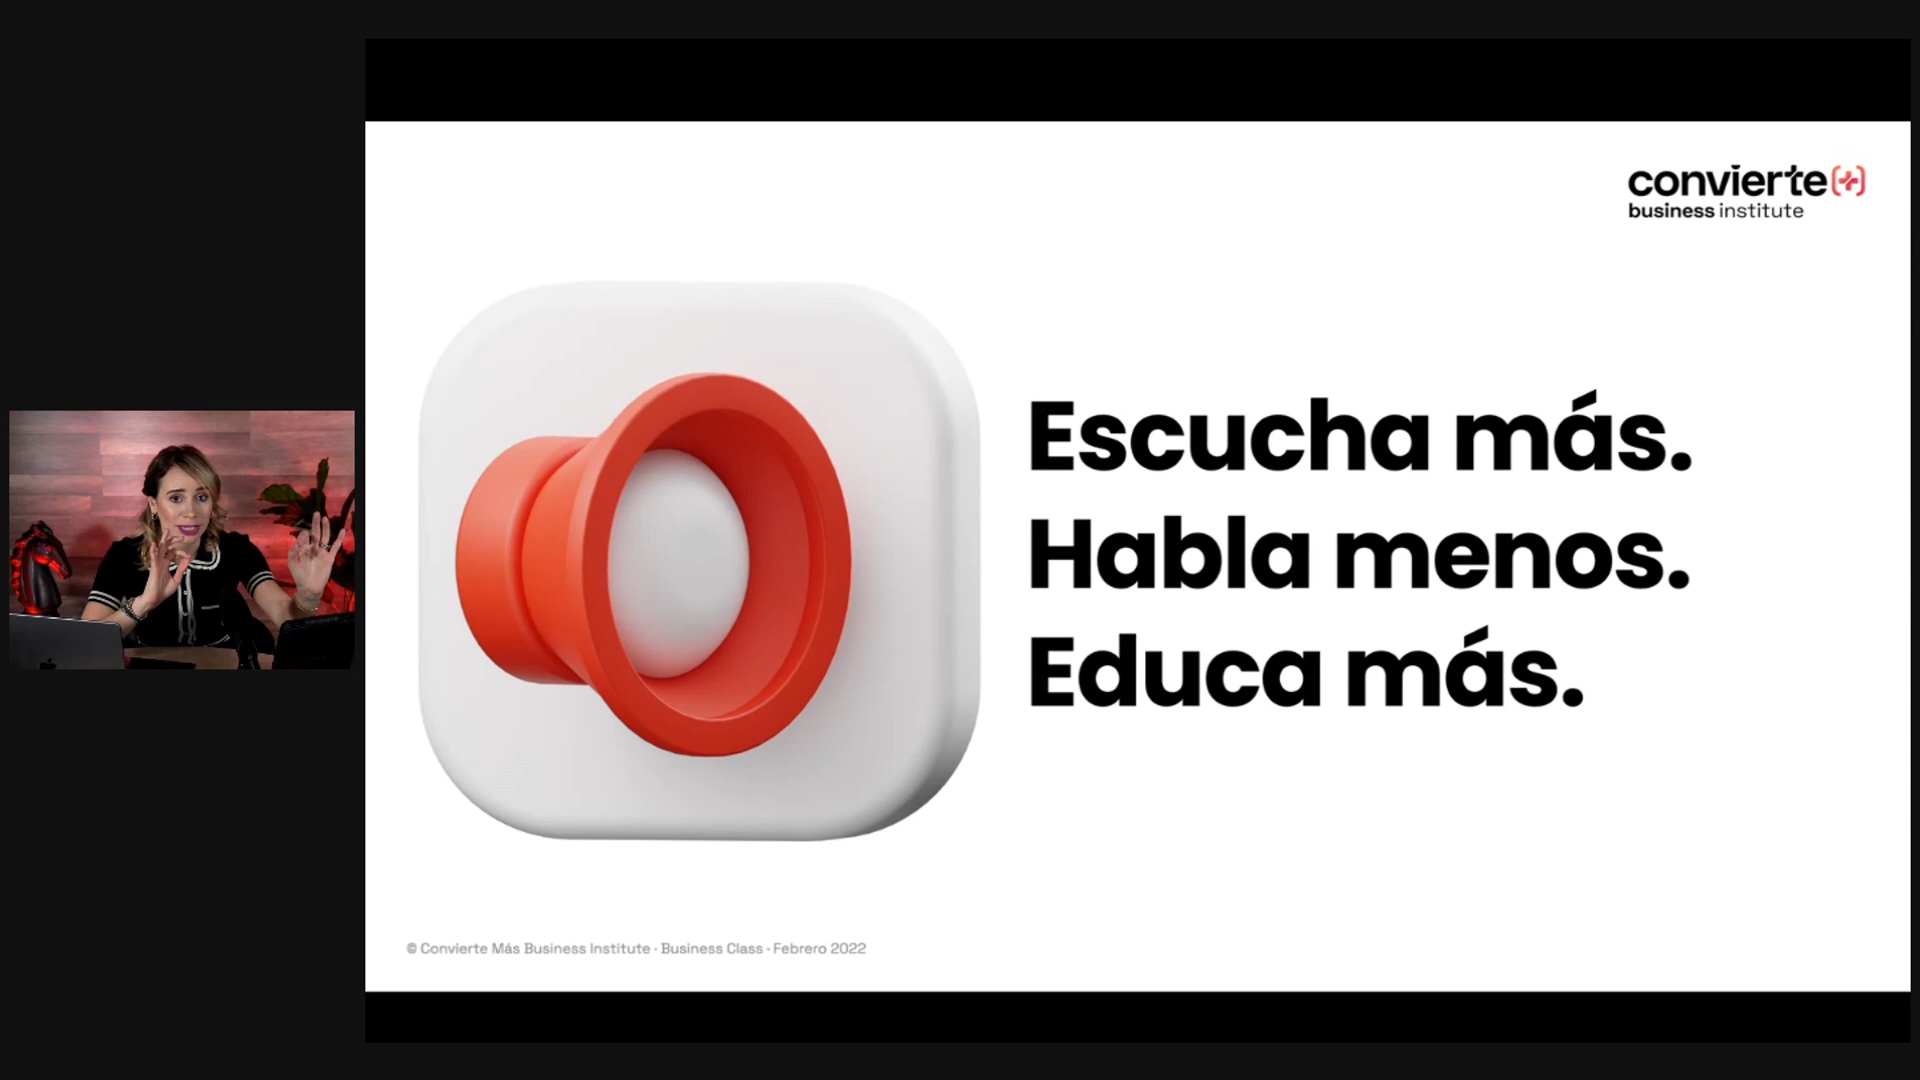 convierte[+]
business institute
Escucha más.
Habla menos.
Educa más.
© Convierte Más Business Institute · Business Class · Febrero 2022